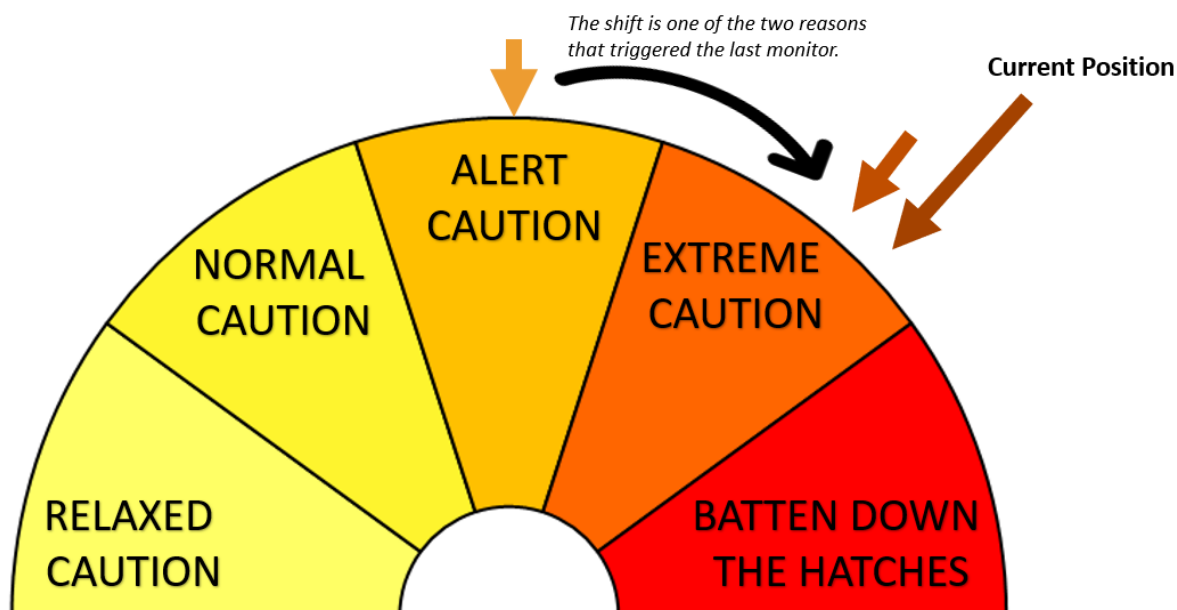 The shift is one of the two reasons
that triggered the last monitor.
Current Position
ALERT
CAUTION
NORMAL
CAUTION
EXTREME
CAUTION
RELAXED
CAUTION
BATTEN DOWN
THE HATCHES